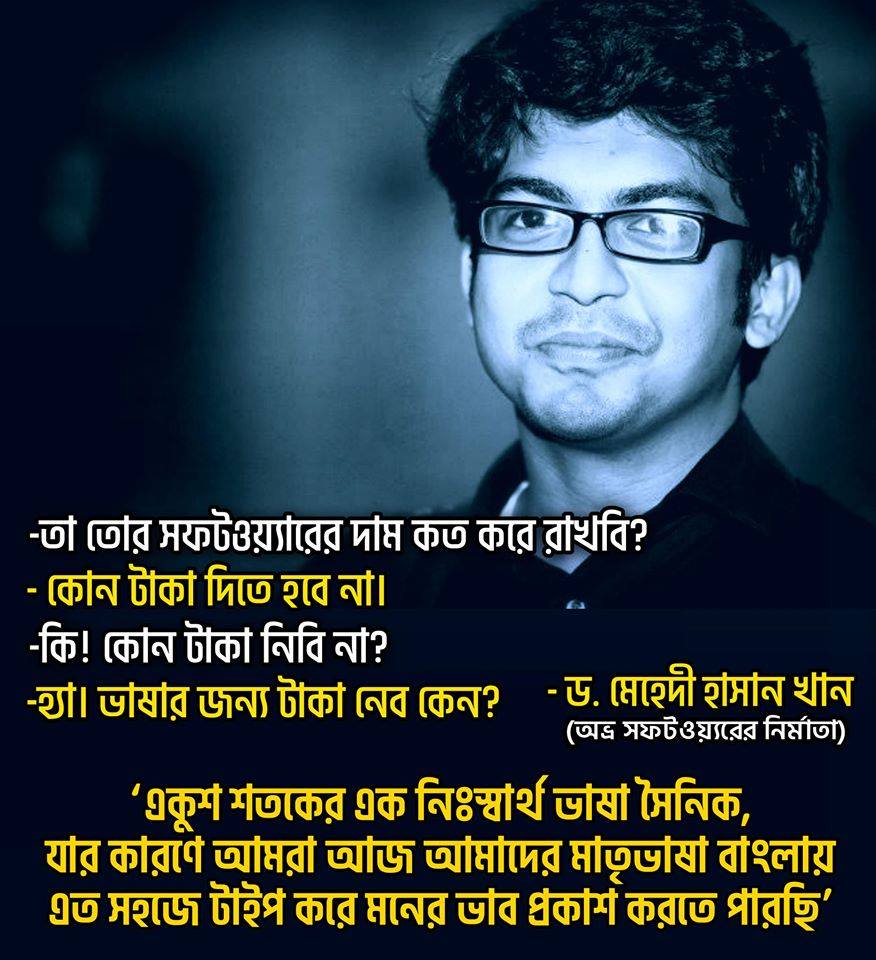 -তা তোর সফটওয়্যারের দাম কত করে রাখবি?
- কোন টাকা দিতে হবে না।
-কি! কোন টাকা নিবি না?
-হ্যা। ভাষার জন্য টাকা নেব কেন?
- ড. মেহেদী হাসান খান
(অভ্র সফটওয়্যরের নির্মাতা)
‘একুশ শতকের এক নিঃস্বার্থ ভাষা সৈনিক,
যার কারণে আমরা আজ আমাদের মাতৃভাষা বাংলায়
এত সহজে টাইপ করে মনের ভাব প্রকাশ করতে পারছি’